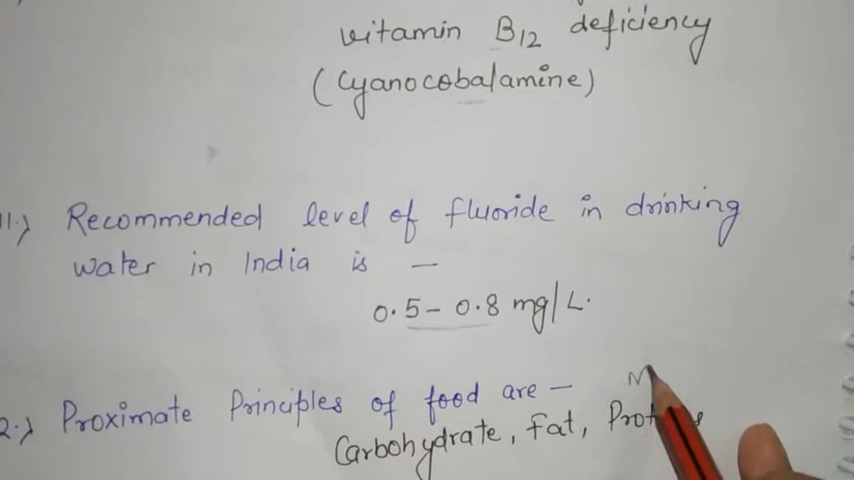 vitamin B12 deficiency
(Cyanocobalamine)
11.) Recommended level of fluoride in drinking
water in India is —
0.5 – 0.8 mg/L.
2.) Proximate Principles of food are —
Carbohydrate, Fat,